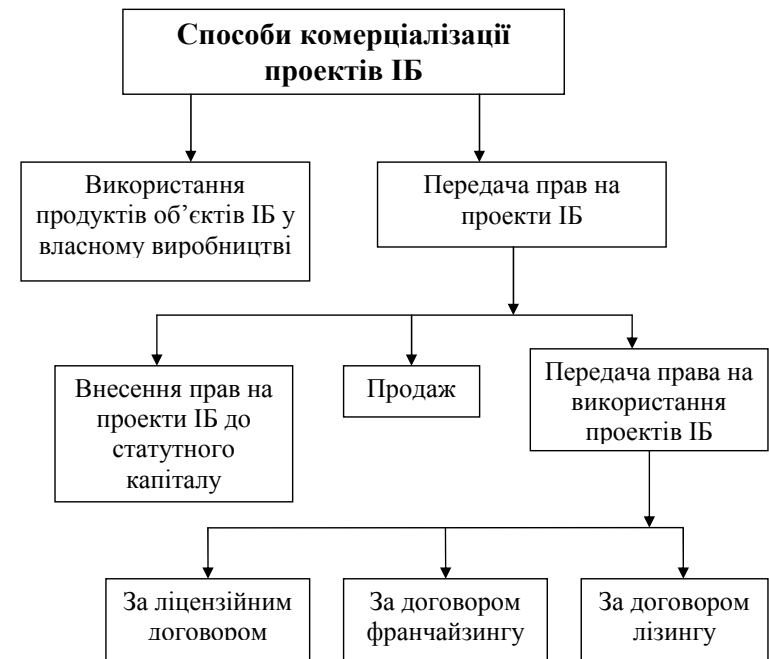 Способи комерціалізації
проектів ІБ
Використання
продуктів об’єктів ІБ у
власному виробництві
Передача прав на
проекти ІБ
Внесення прав на
проекти ІБ до
статутного
капіталу
Продаж
Передача права на
використання
проектів ІБ
За ліцензійним
договором
За договором
франчайзингу
За договором
лізингу